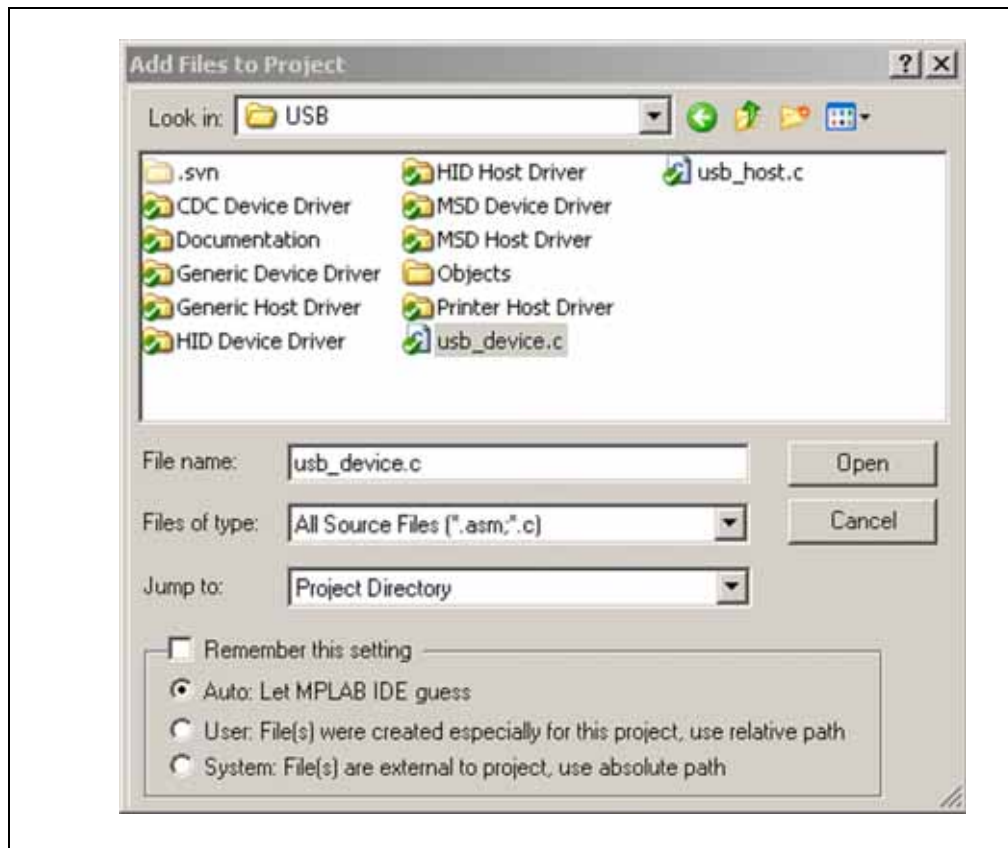 Add Files to Project
Look in: USB
.svn
CDC Device Driver
Documentation
Generic Device Driver
Generic Host Driver
HID Device Driver
HID Host Driver
MSD Device Driver
MSD Host Driver
Objects
Printer Host Driver
usb_device.c
usb_host.c
File name: usb_device.c
Open
Files of type: All Source Files (*.asm;*.c)
Cancel
Jump to: Project Directory
Remember this setting
Auto: Let MPLAB IDE guess
User: File(s) were created especially for this project, use relative path
System: File(s) are external to project, use absolute path